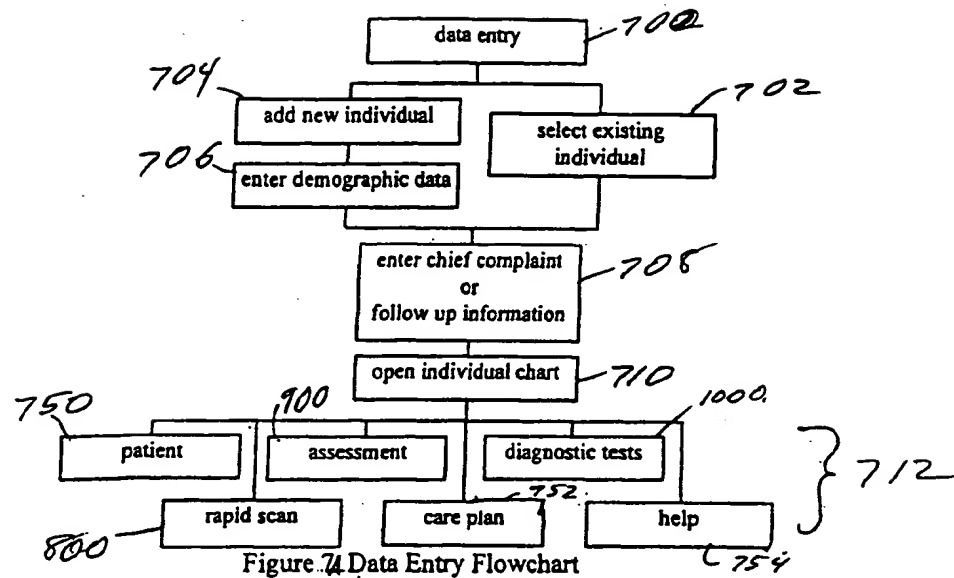 data entry
700
704
add new individual
702
select existing
individual
706
enter demographic data
enter chief complaint
or
follow up information
708
open individual chart
710
750
900
1000
patient
assessment
diagnostic tests
712
rapid scan
800
care plan
752
help
754
Data Entry Flowchart
Figure